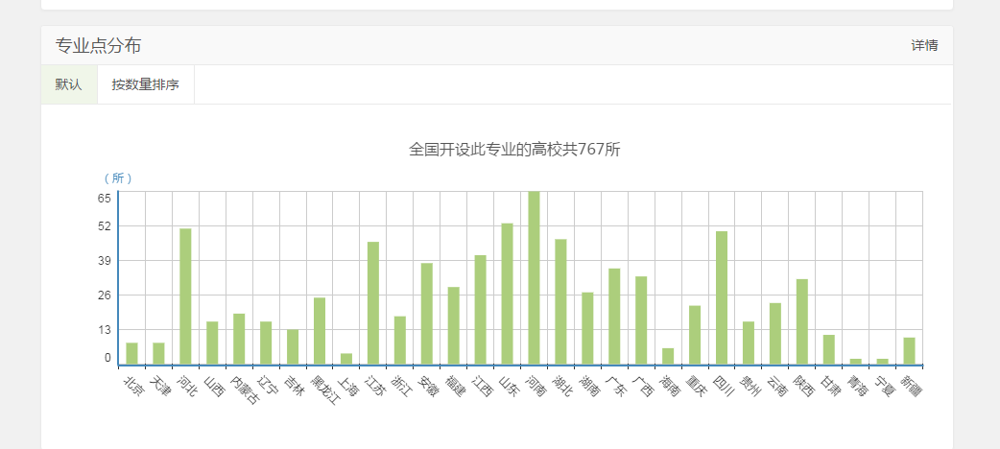 专业点分布
详情
默认
按数量排序
全国开设此专业的高校共767所
（所）
65
52
39
26
13
0
北京
天津
河北
山西
内蒙古
辽宁
吉林
黑龙江
上海
江苏
浙江
安徽
福建
江西
山东
河南
湖北
湖南
广东
广西
海南
重庆
四川
贵州
云南
陕西
甘肃
青海
宁夏
新疆